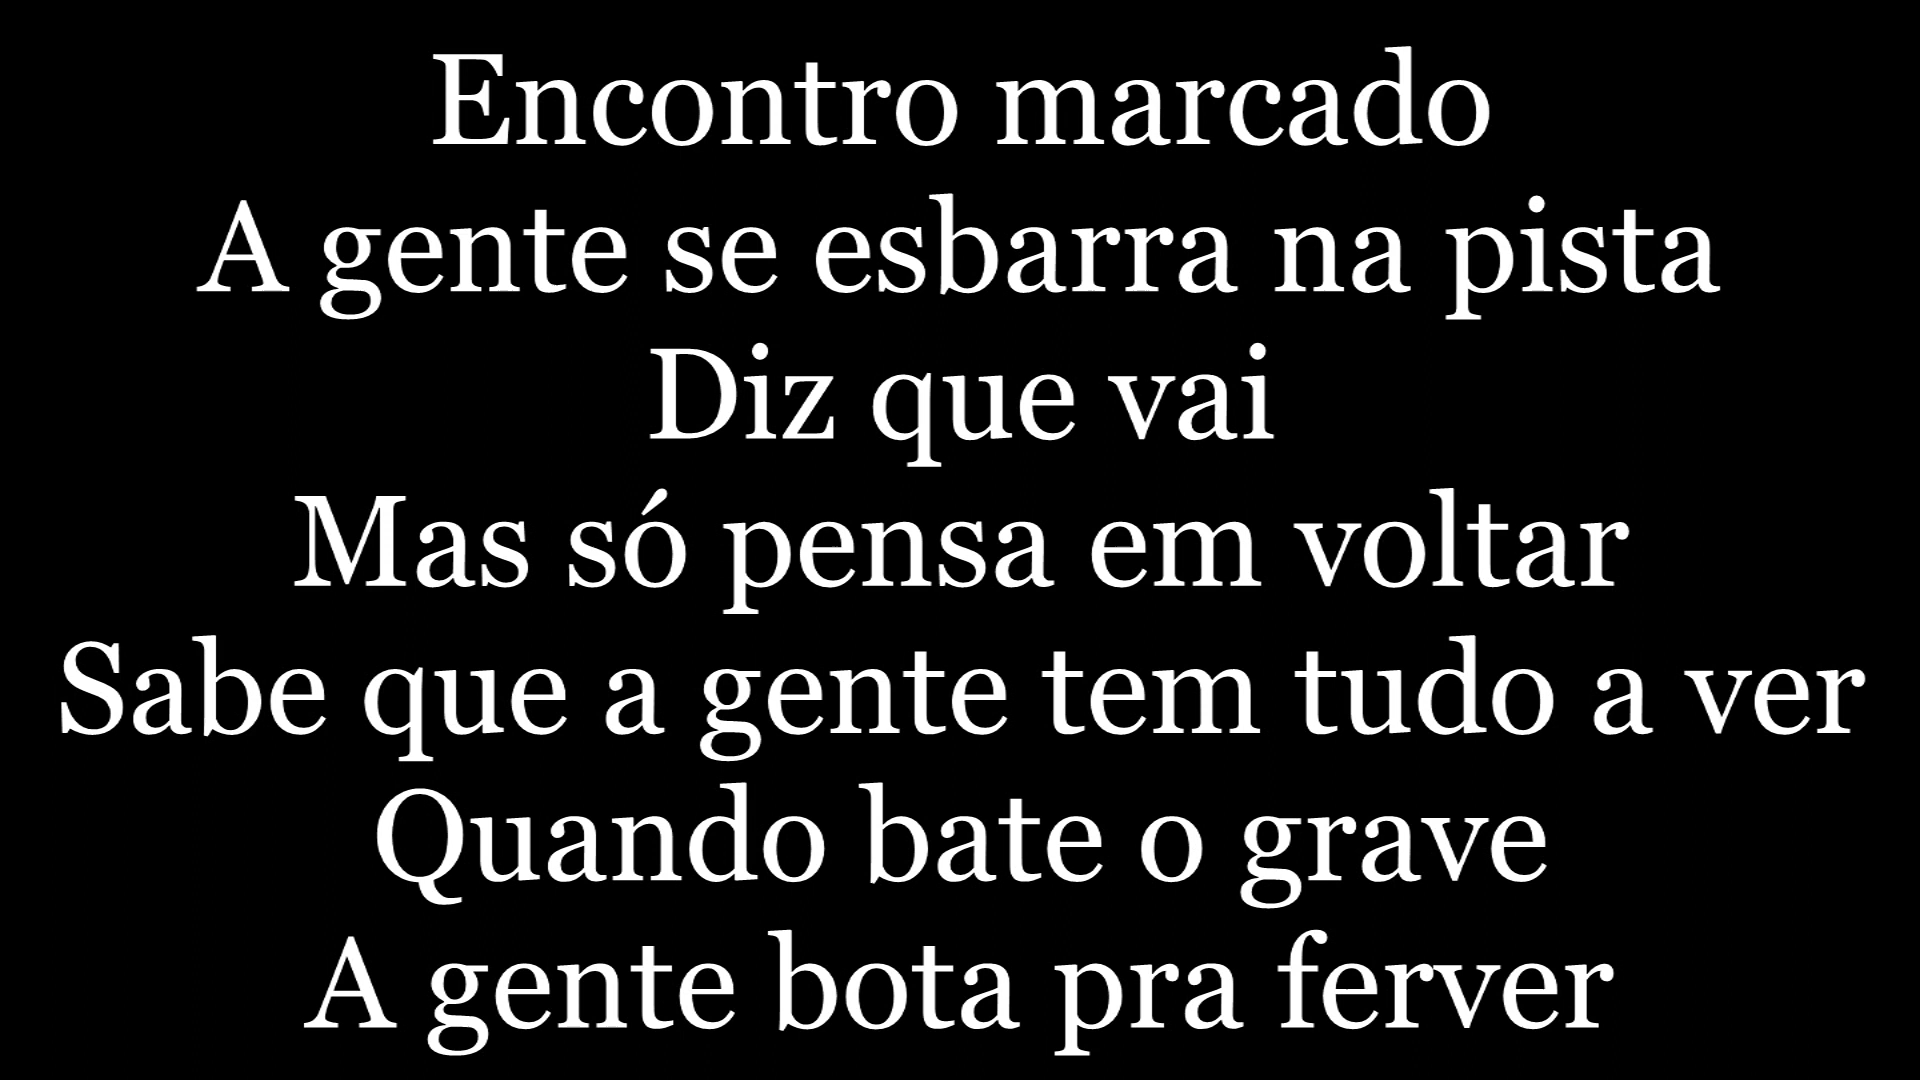 Encontro marcado
A gente se esbarra na pista
Diz que vai
Mas só pensa em voltar
Sabe que a gente tem tudo a ver
Quando bate o grave
A gente bota pra ferver